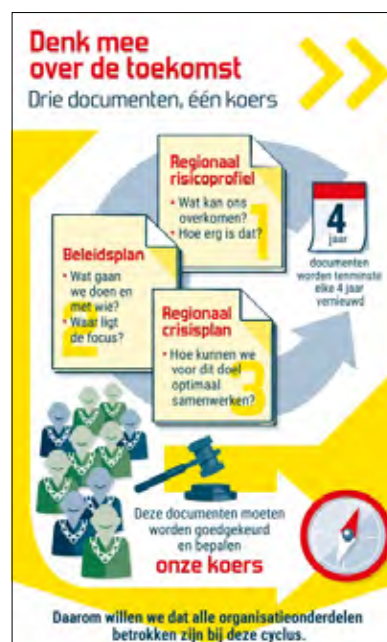 Denk mee
over de toekomst
Drie documenten, één koers
Regionaal
risicoprofiel
• Wat kan ons
overkomen?
• Hoe erg is dat?
1
Beleidsplan
• Wat gaan
we doen en
met wie?
• Waar ligt
de focus?
2
Regionaal
crisisplan
• Hoe kunnen we
voor dit doel
optimaal
samenwerken?
3
4
jaar
documenten
worden tenminste
elke 4 jaar
vernieuwd
Deze documenten moeten
worden goedgekeurd
en bepalen
onze koers
Daarom willen we dat alle organisatieonderdelen
betrokken zijn bij deze cyclus.